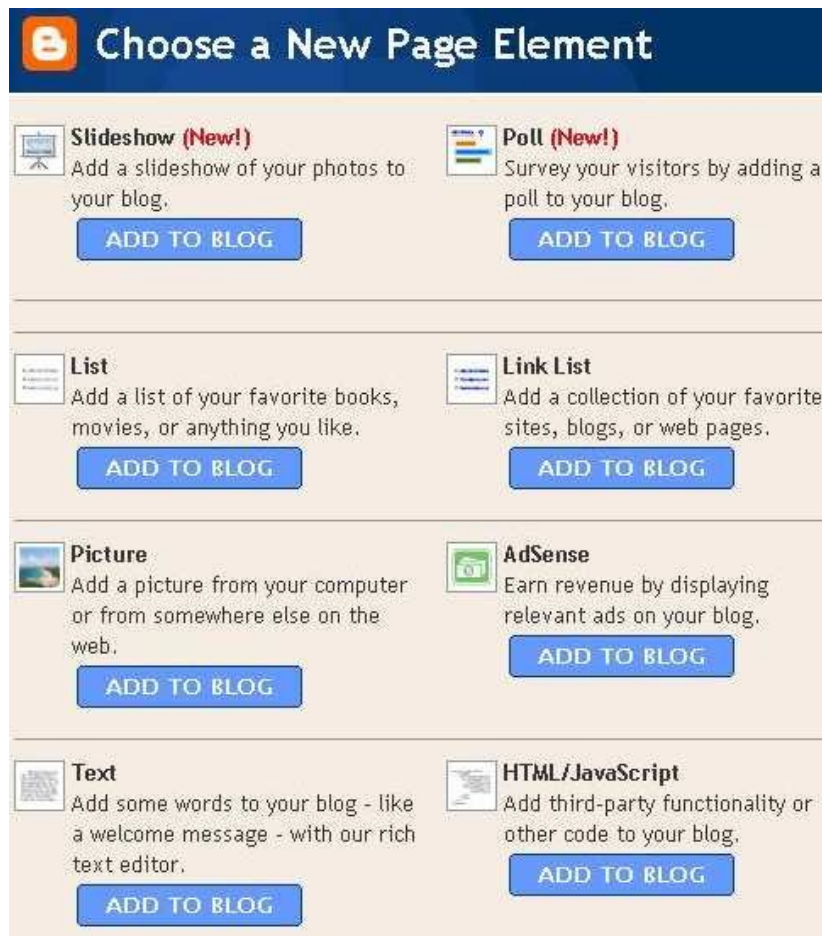 Choose a New Page Element
Slideshow (New!)
Add a slideshow of your photos to
your blog.
ADD TO BLOG
Poll (New!)
Survey your visitors by adding a
poll to your blog.
ADD TO BLOG
List
Add a list of your favorite books,
movies, or anything you like.
ADD TO BLOG
Link List
Add a collection of your favorite
sites, blogs, or web pages.
ADD TO BLOG
Picture
Add a picture from your computer
or from somewhere else on the
web.
ADD TO BLOG
AdSense
Earn revenue by displaying
relevant ads on your blog.
ADD TO BLOG
Text
Add some words to your blog - like
a welcome message - with our rich
text editor.
ADD TO BLOG
HTML/JavaScript
Add third-party functionality or
other code to your blog.
ADD TO BLOG